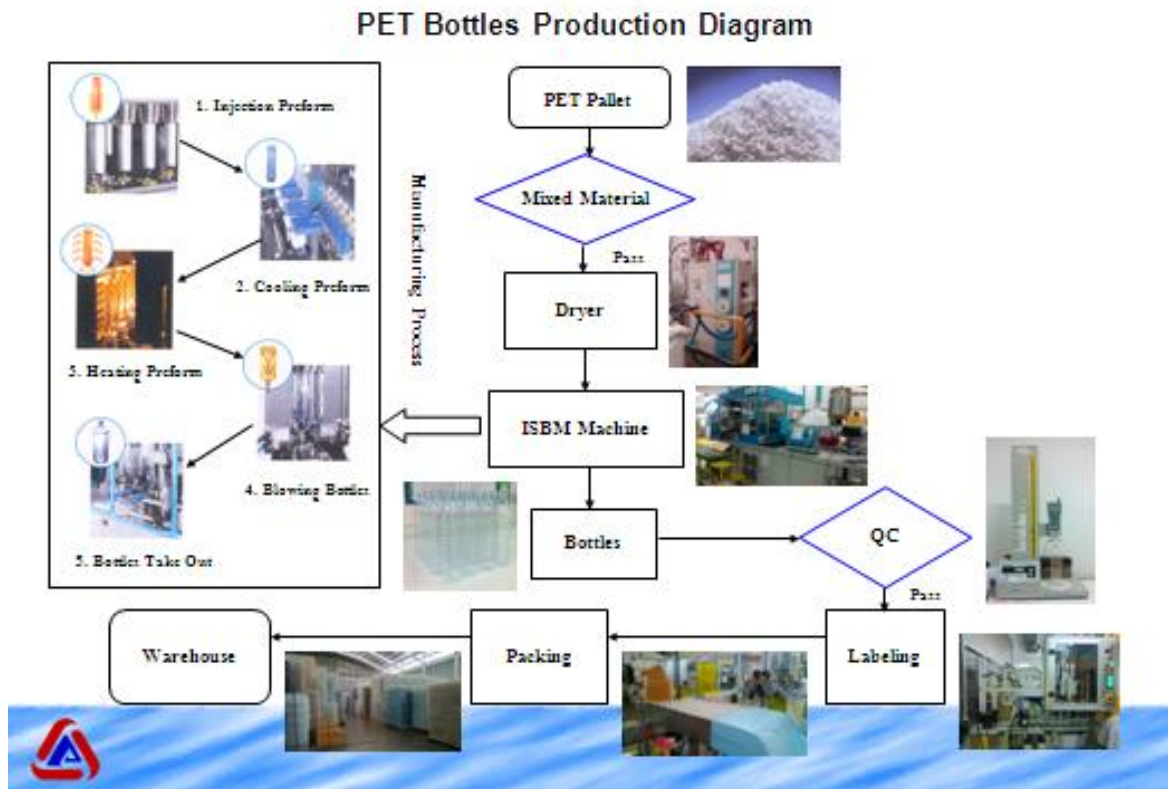 PET Bottles Production Diagram
1. Injection Preform
2. Cooling Preform
3. Heating Preform
4. Blowing Bottles
5. Bottles Take Out
Manufacturing Process
PET Pallet
Mixed Material
Pass
Dryer
ISBM Machine
Bottles
QC
Pass
Labeling
Packing
Warehouse